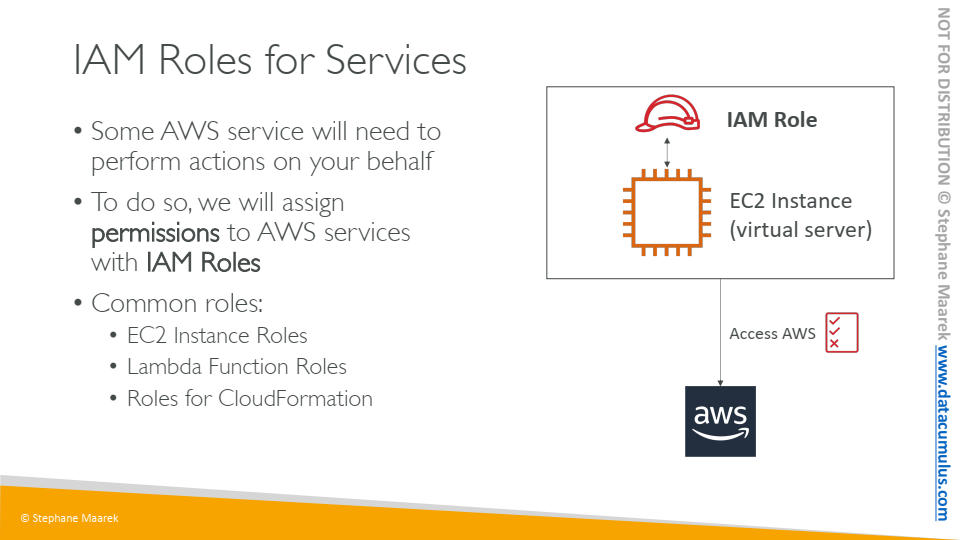 IAM Roles for Services
• Some AWS service will need to
perform actions on your behalf
• To do so, we will assign
permissions to AWS services
with IAM Roles
• Common roles:
• EC2 Instance Roles
• Lambda Function Roles
• Roles for CloudFormation
IAM Role
EC2 Instance
(virtual server)
Access AWS
aws
NOT FOR DISTRIBUTION © Stephane Maarek www.datacumulus.com
© Stephane Maarek